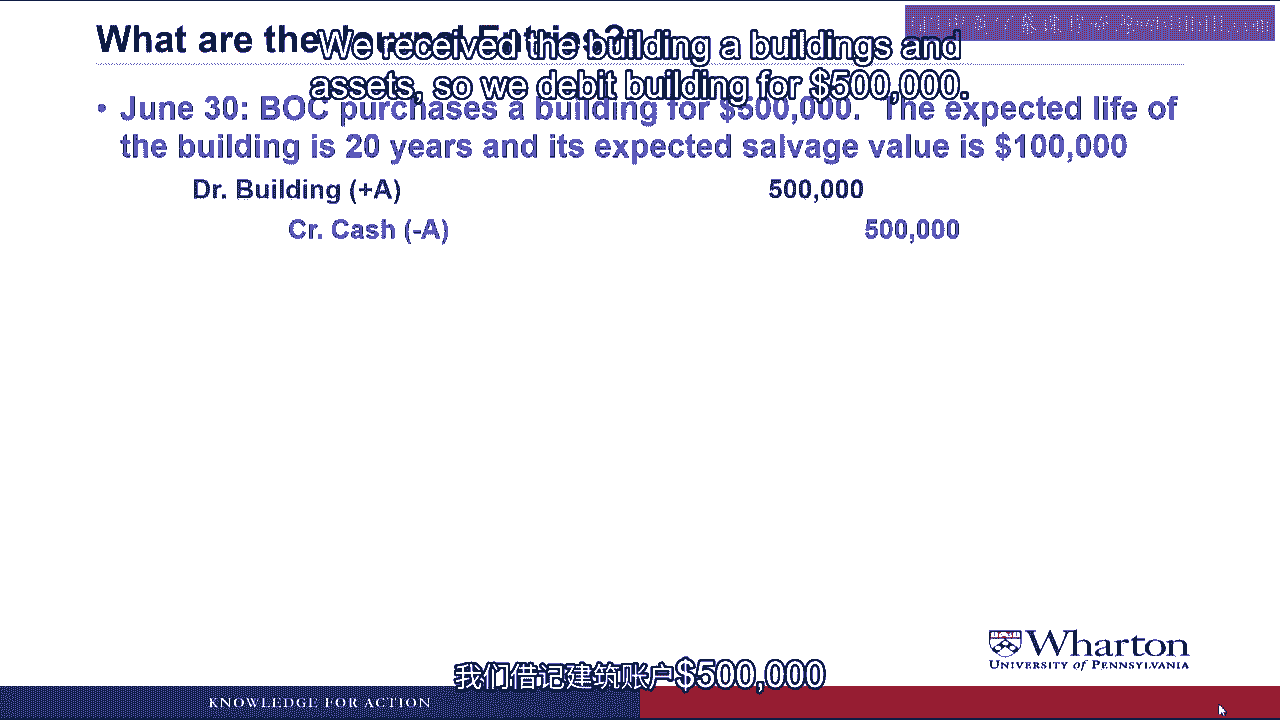 What are the Journal Entries?
We received the building a buildings and
assets, so we debit building for $500,000.
• June 30: BOC purchases a building for $500,000. The expected life of
the building is 20 years and its expected salvage value is $100,000
Dr. Building (+A) 500,000
Cr. Cash (-A) 500,000
Wharton
UNIVERSITY of PENNSYLVANIA
我们借记建筑账户$500,000
KNOWLEDGE FOR ACTION